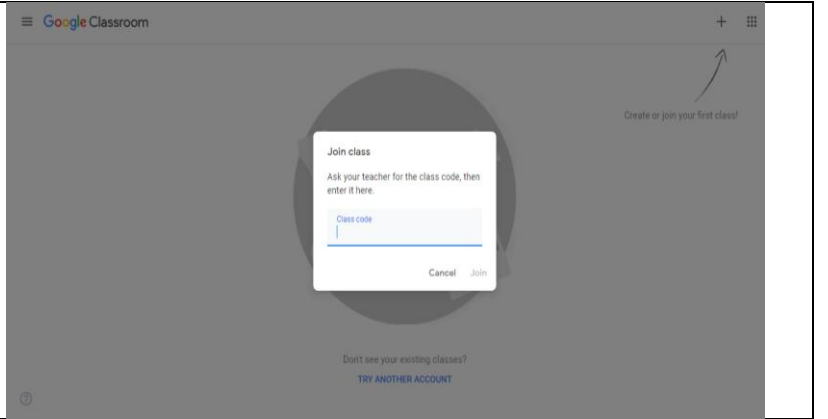 Google Classroom
Create or join your first class!
Join class
Ask your teacher for the class code, then
enter it here.
Class code
Cancel Join
Don't see your existing classes?
TRY ANOTHER ACCOUNT